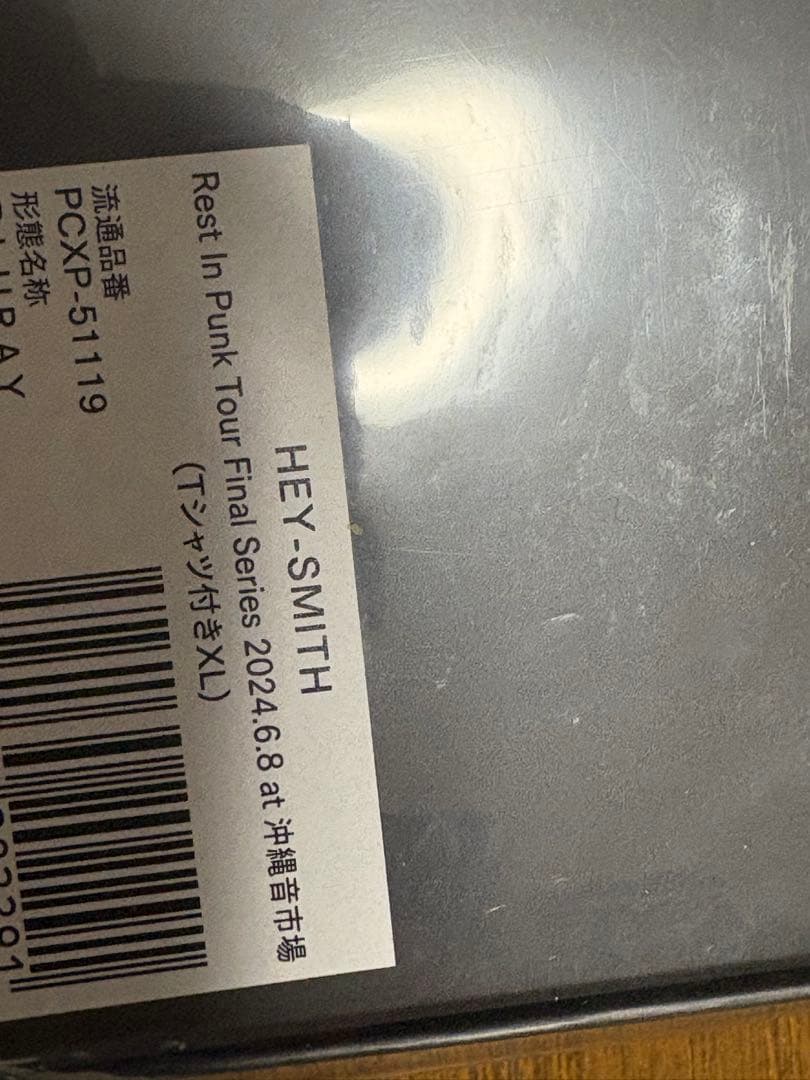 HEY-SMITH
Rest In Punk Tour Final Series 2024.6.8 at 沖縄音市場
(Tシャツ付きXL)
流通品番
PCXP-51119
形態名称